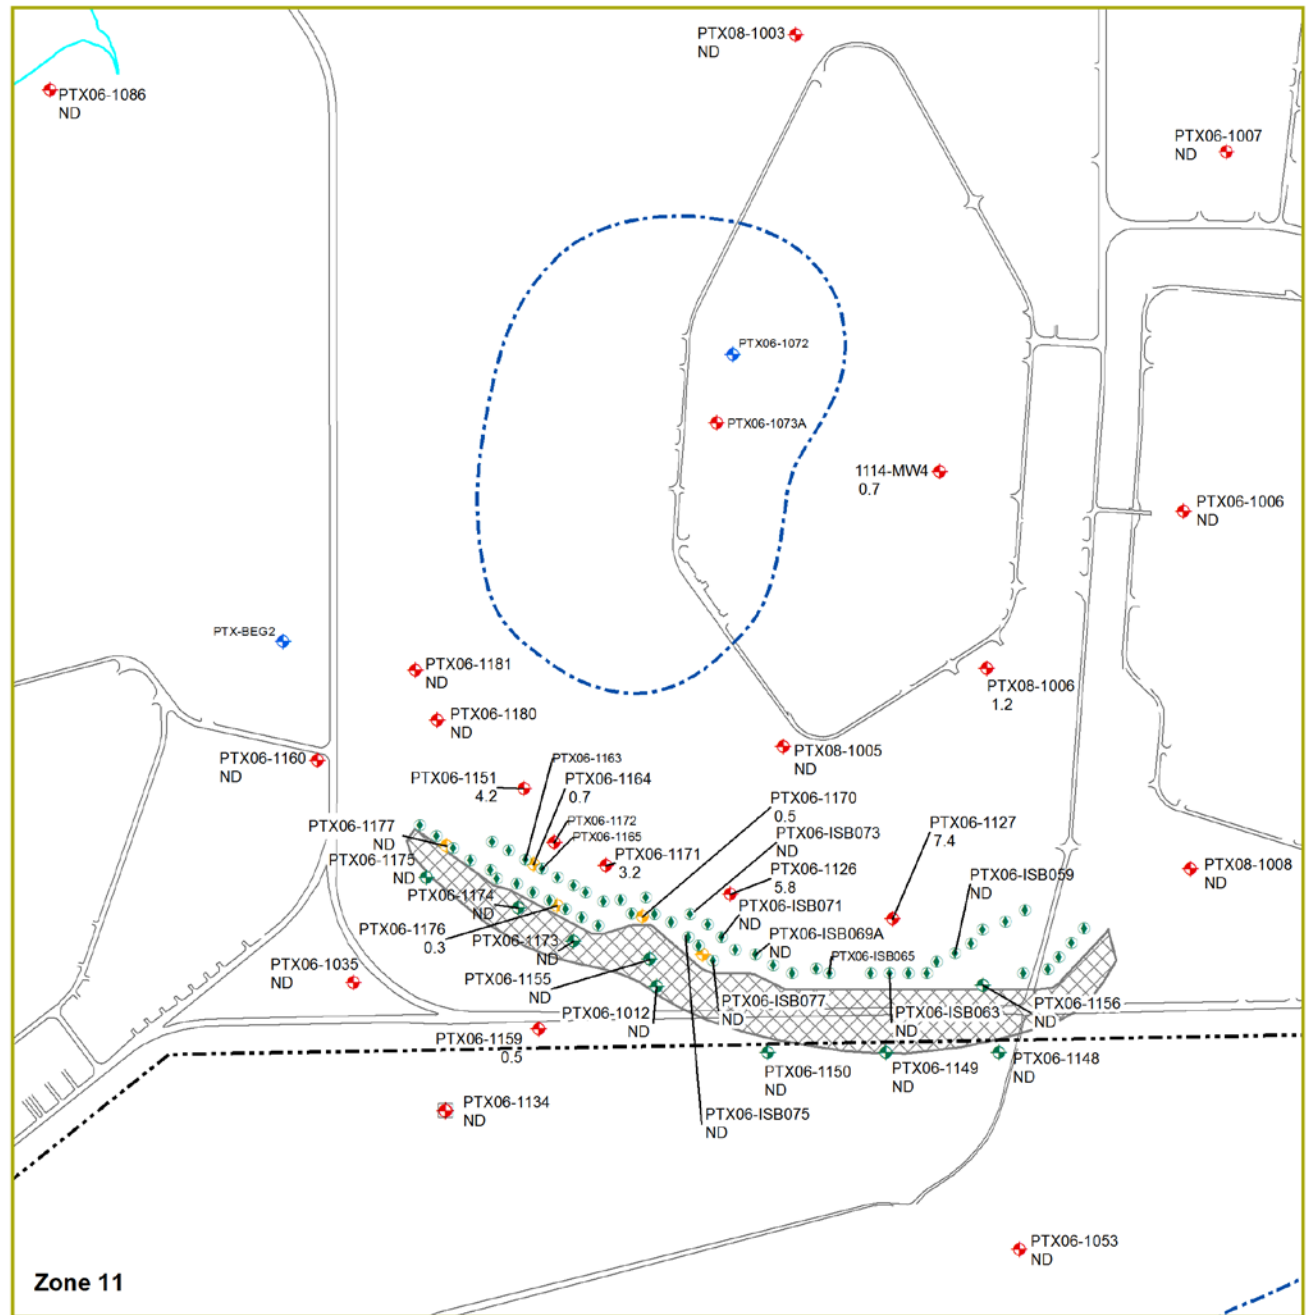 PTX08-1003
ND
PTX06-1086
ND
PTX06-1007
ND
PTX06-1072
PTX06-1073A
1114-MW4
0.7
PTX06-1006
ND
PTX-BEG2
PTX06-1181
ND
PTX08-1006
1.2
PTX06-1180
ND
PTX08-1005
ND
PTX06-1160
ND
PTX06-1163
PTX06-1151
4.2
PTX06-1164
0.7
PTX06-1170
0.5
PTX06-1172
PTX06-1177
ND
PTX06-1165
PTX06-ISB073
ND
PTX06-1127
7.4
PTX06-1175
ND
PTX06-1171
3.2
PTX06-1126
5.8
PTX08-1008
ND
PTX06-ISB059
ND
PTX06-1174
ND
PTX06-ISB071
ND
PTX06-1176
0.3
PTX06-1173
ND
PTX06-ISB069A
ND
PTX06-ISB065
PTX06-1035
ND
PTX06-1155
ND
PTX06-ISB077
ND
PTX06-1156
ND
PTX06-1012
ND
PTX06-ISB063
ND
PTX06-1159
0.5
PTX06-1150
ND
PTX06-1149
ND
PTX06-1148
ND
PTX06-1134
ND
PTX06-ISB075
ND
PTX06-1053
ND
Zone 11